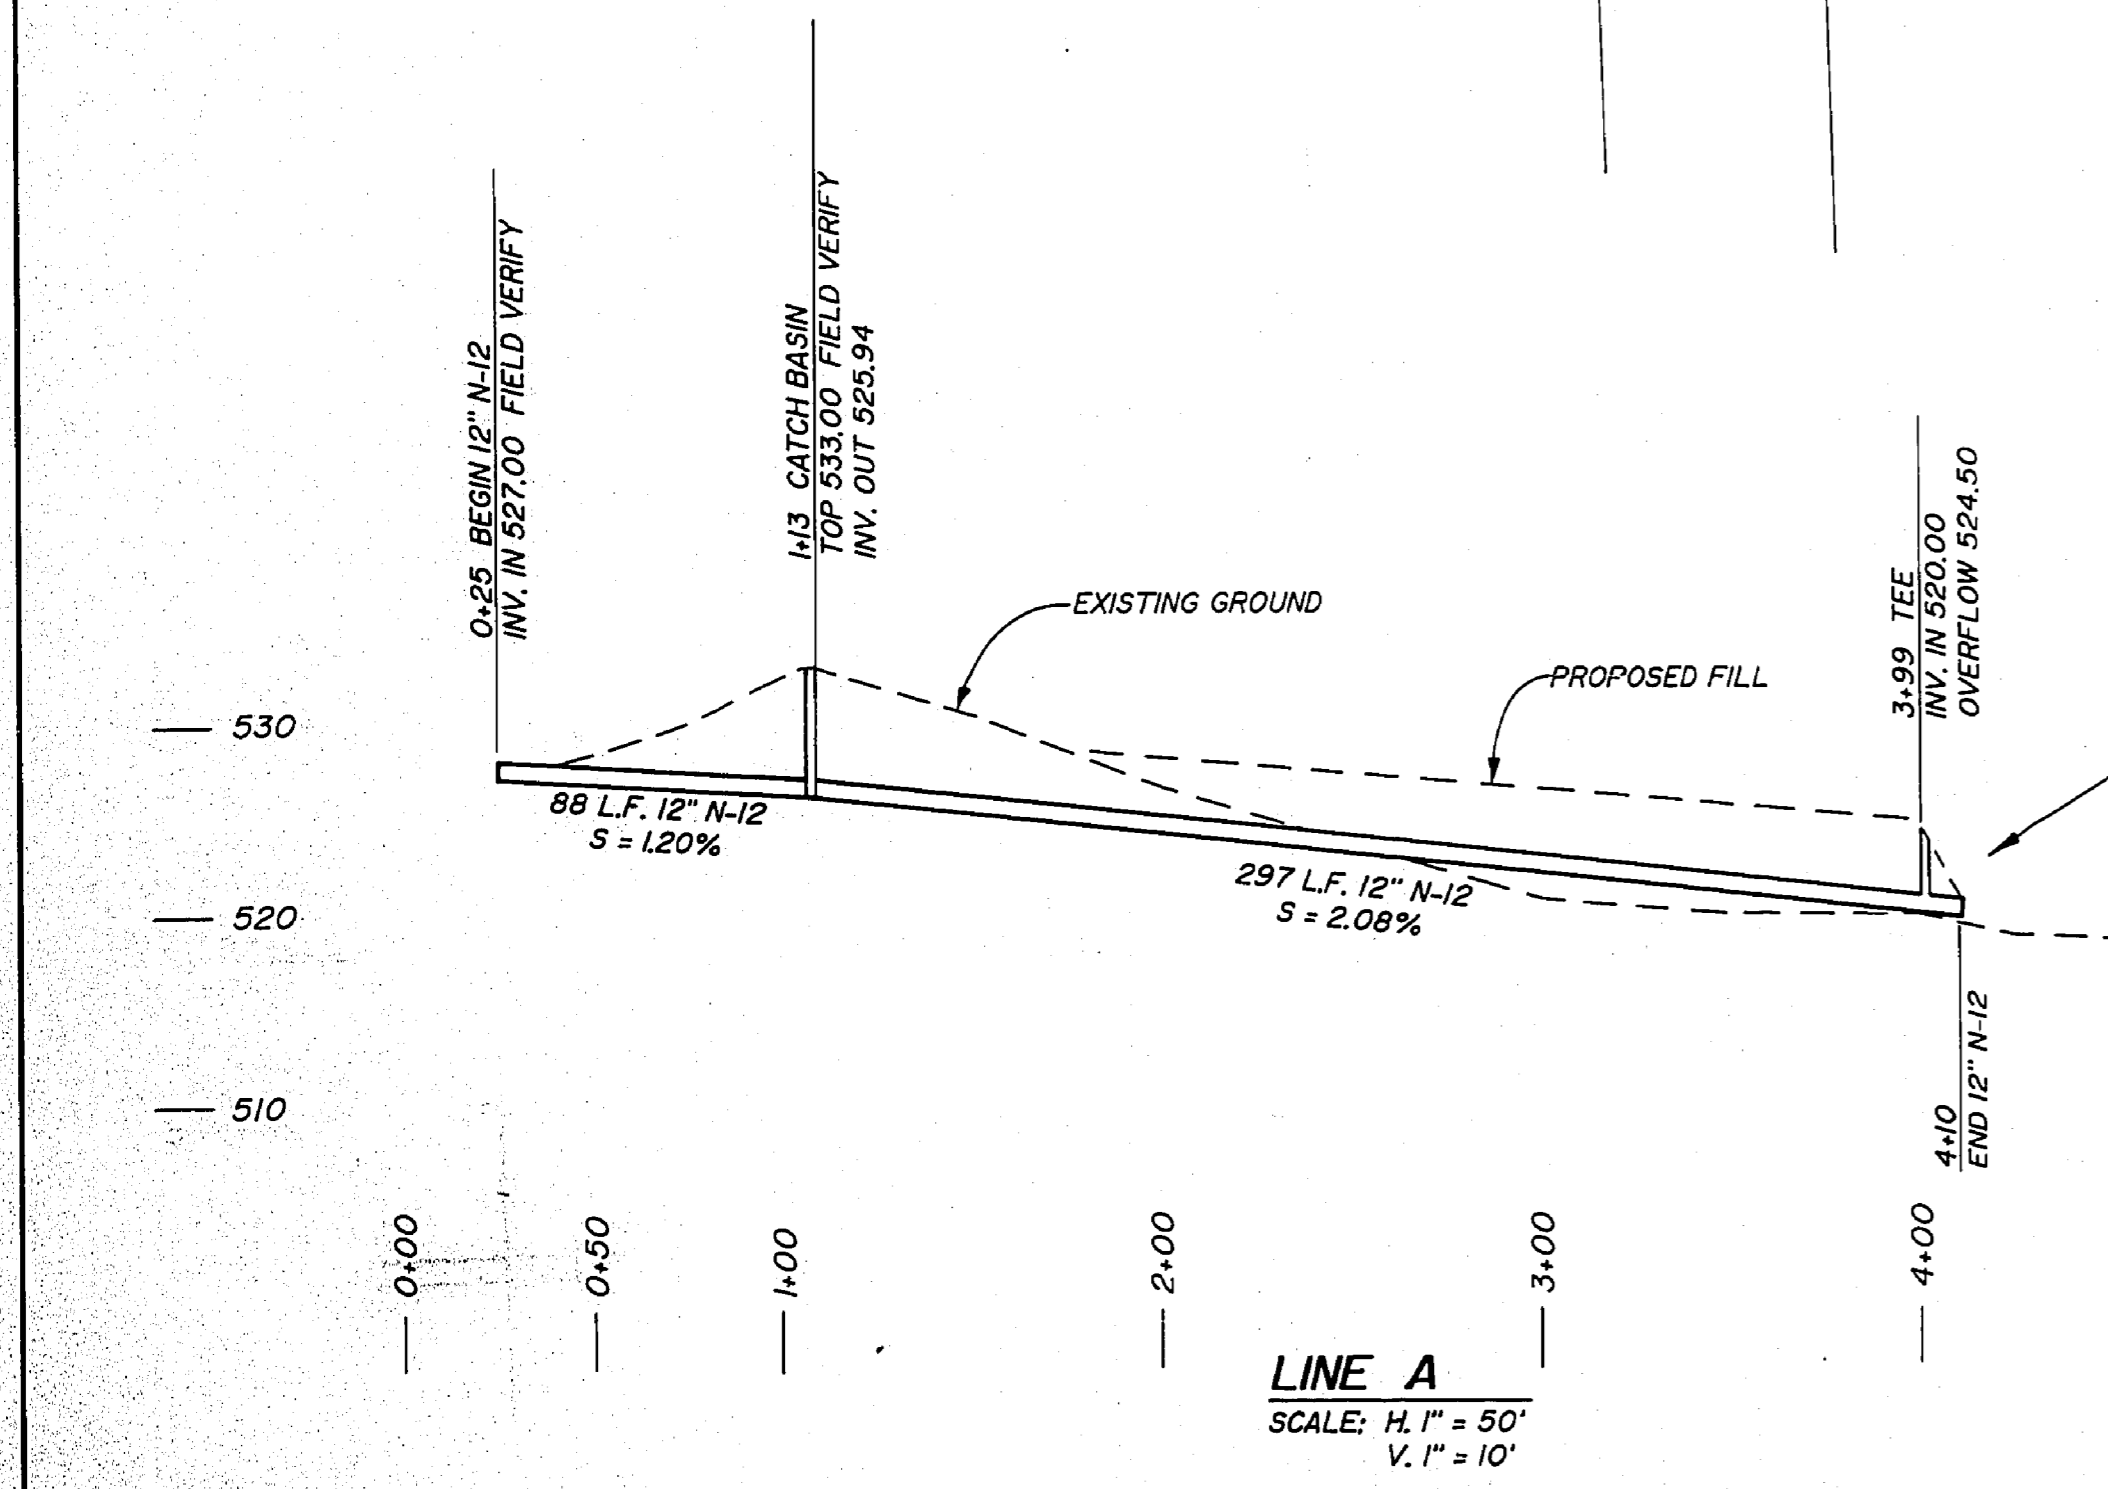 0+25 BEGIN 12" N-12
INV. IN 527.00 FIELD VERIFY
1+13 CATCH BASIN
TOP 533.00 FIELD VERIFY
INV. OUT 525.94
EXISTING GROUND
PROPOSED FILL
3+99 TEE
INV. IN 520.00
OVERFLOW 524.50
530
520
510
88 L.F. 12" N-12
S = 1.20%
297 L.F. 12" N-12
S = 2.08%
4+10
END 12" N-12
0+00
0+50
1+00
2+00
3+00
4+00
LINE A
SCALE: H. 1" = 50'
V. 1" = 10'